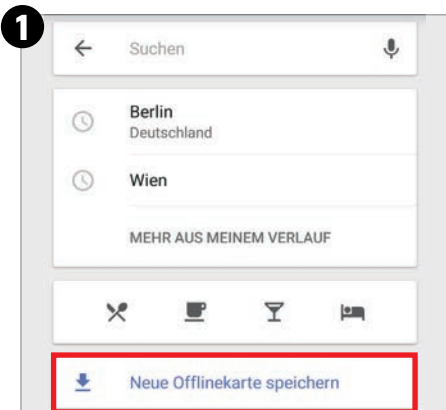 1
Suchen
Berlin
Deutschland
Wien
MEHR AUS MEINEM VERLAUF
Neue Offlinekarte speichern